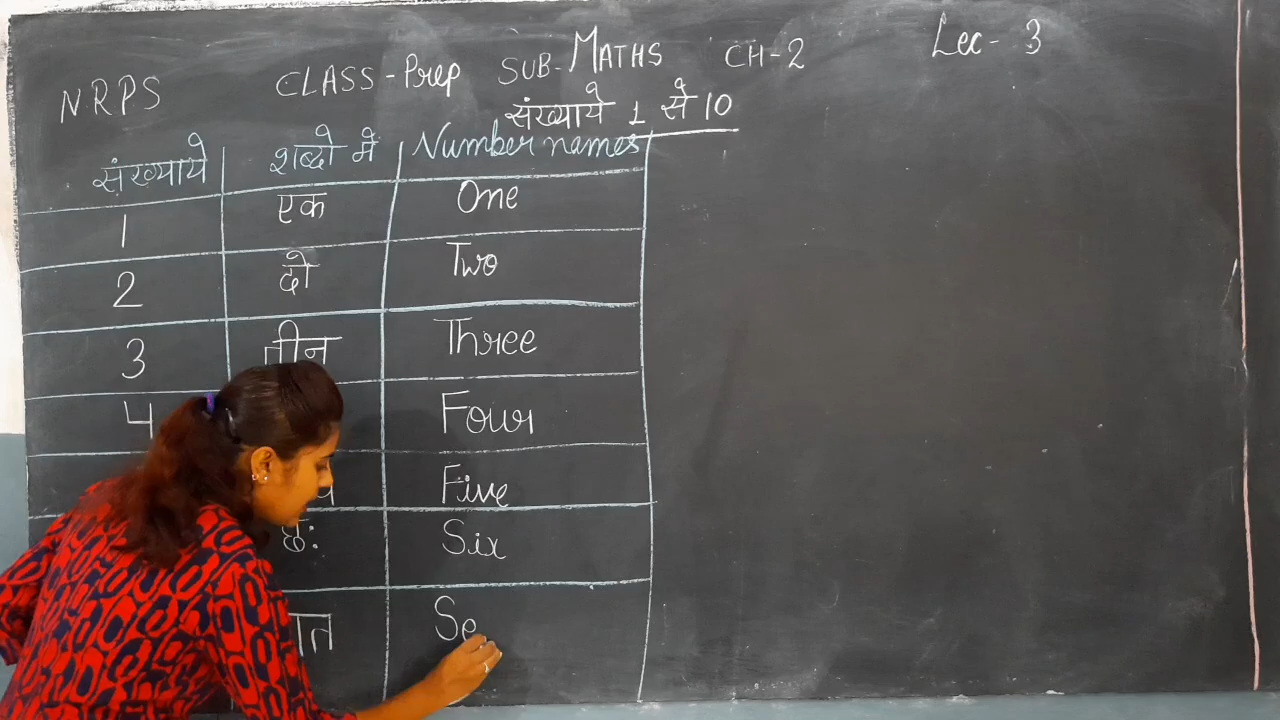 NRPS CLASS-Prep SUB-MATHS CH-2 Lec-3
संख्याये 1 से 10
संख्याये शब्दो में Number names
1 एक One
2 दो Two
3 तीन Three
4 Four
Five
छः Six
Se